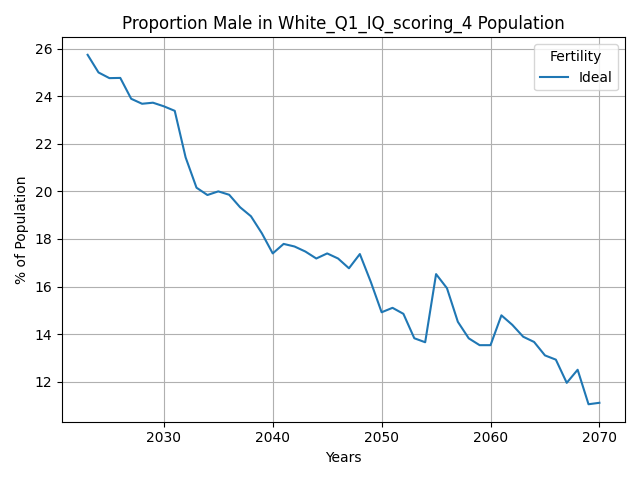 Proportion Male in White_Q1_IQ_scoring_4 Population
Fertility
Ideal
% of Population
26
24
22
20
18
16
14
12
2030 2040 2050 2060 2070
Years